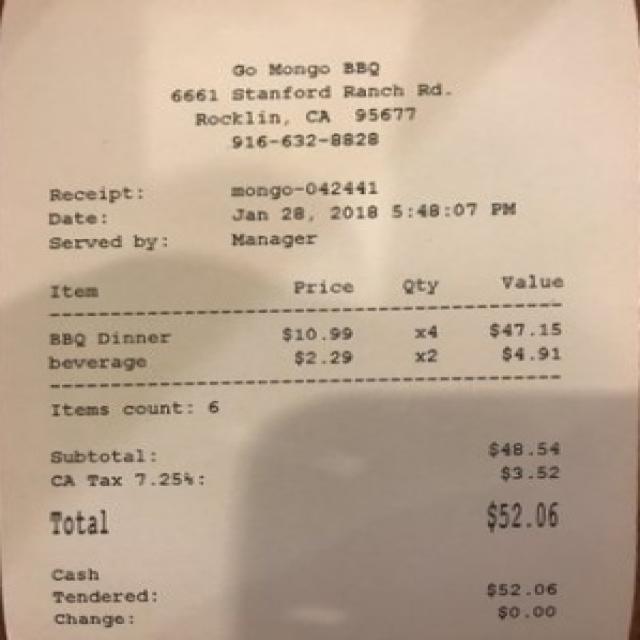 Go Mongo BBQ
6661 Stanford Ranch Rd.
Rocklin, CA 95677
916-632-8828
Receipt: mongo-042441
Date: Jan 28, 2018 5:48:07 PM
Served by: Manager
Item Price Qty Value
BBQ Dinner $10.99 x4 $47.15
beverage $2.29 x2 $4.91
Items count: 6
Subtotal: $48.54
CA Tax 7.25%: $3.52
Total $52.06
Cash
Tendered: $52.06
Change: $0.00